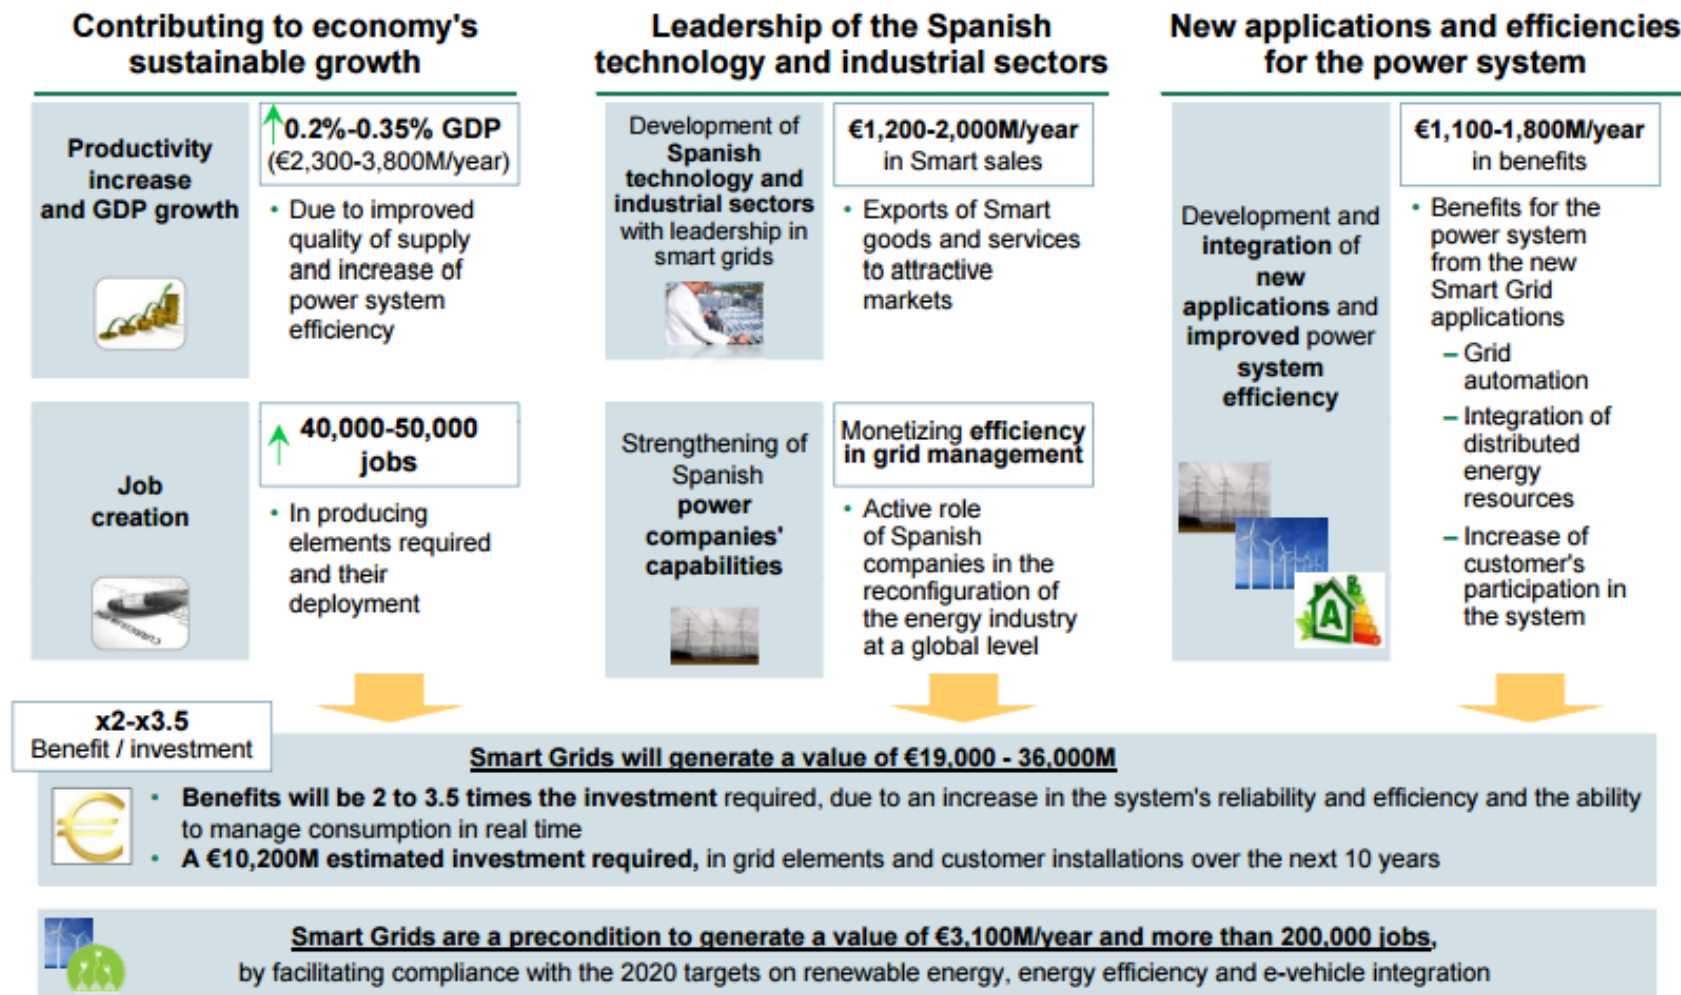 Contributing to economy's
sustainable growth
Productivity
increase
and GDP growth
0.2%-0.35% GDP
(€2,300-3,800M/year)
• Due to improved
quality of supply
and increase of
power system
efficiency
Job
creation
40,000-50,000
jobs
• In producing
elements required
and their
deployment
Leadership of the Spanish
technology and industrial sectors
Development of
Spanish
technology and
industrial sectors
with leadership in
smart grids
€1,200-2,000M/year
in Smart sales
• Exports of Smart
goods and services
to attractive
markets
Strengthening of
Spanish
power
companies'
capabilities
Monetizing efficiency
in grid management
• Active role
of Spanish
companies in the
reconfiguration of
the energy industry
at a global level
New applications and efficiencies
for the power system
Development and
integration of
new
applications and
improved power
system
efficiency
A
B
€1,100-1,800M/year
in benefits
• Benefits for the
power system
from the new
Smart Grid
applications
– Grid
automation
– Integration of
distributed
energy
resources
– Increase of
customer's
participation in
the system
x2-x3.5
Benefit / investment
Smart Grids will generate a value of €19,000 - 36,000M
€
• Benefits will be 2 to 3.5 times the investment required, due to an increase in the system's reliability and efficiency and the ability
to manage consumption in real time
• A €10,200M estimated investment required, in grid elements and customer installations over the next 10 years
Smart Grids are a precondition to generate a value of €3,100M/year and more than 200,000 jobs,
by facilitating compliance with the 2020 targets on renewable energy, energy efficiency and e-vehicle integration